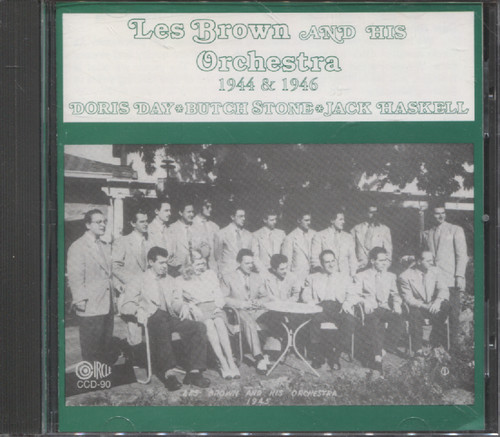 Les Brown AND HIS
Orchestra
1944 & 1946
DORIS DAY * BUTCH STONE * JACK HASKELL
CIRCLE
CCD-90
LES BROWN AND HIS ORCHESTRA
1945